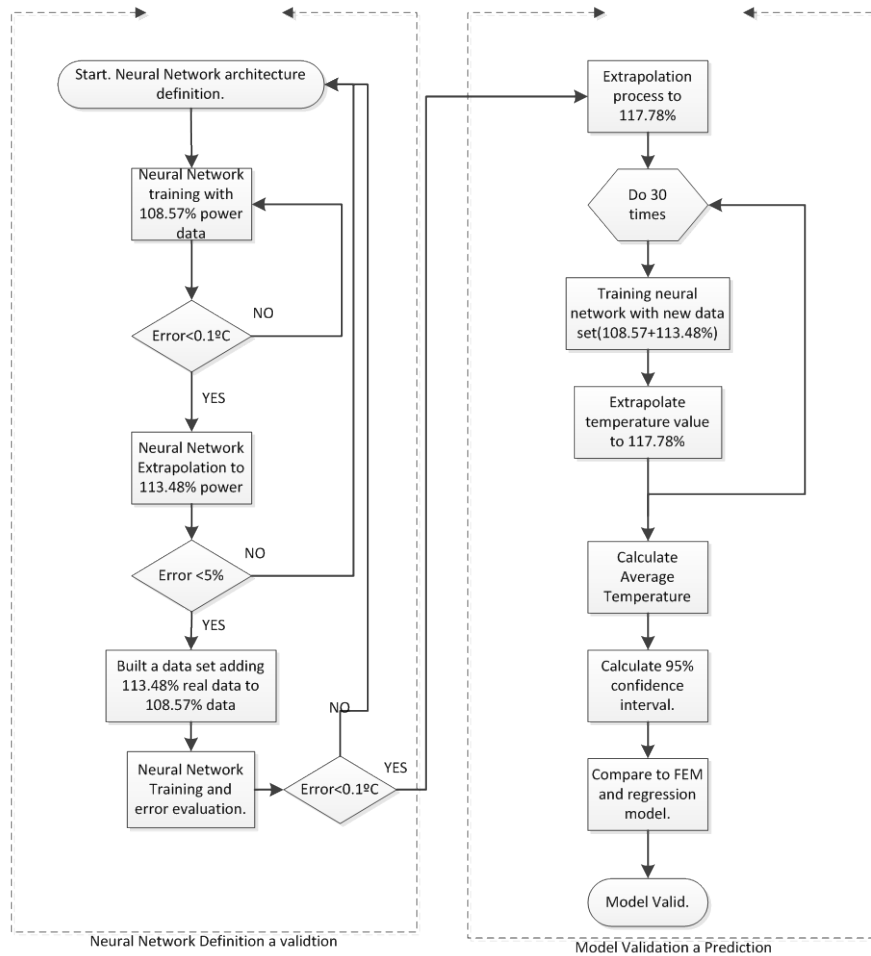 Start. Neural Network architecture
definition.
Neural Network
training with
108.57% power
data
NO
Error<0.1ºC
YES
Neural Network
Extrapolation to
113.48% power
NO
Error <5%
YES
Built a data set adding
113.48% real data to
108.57% data
Neural Network
Training and
error evaluation.
NO
Error<0.1ºC
YES
Neural Network Definition a validtion
Extrapolation
process to
117.78%
Do 30
times
Training neural
network with new data
set(108.57+113.48%)
Extrapolate
temperature value
to 117.78%
Calculate
Average
Temperature
Calculate 95%
confidence
interval.
Compare to FEM
and regression
model.
Model Valid.
Model Validation a Prediction